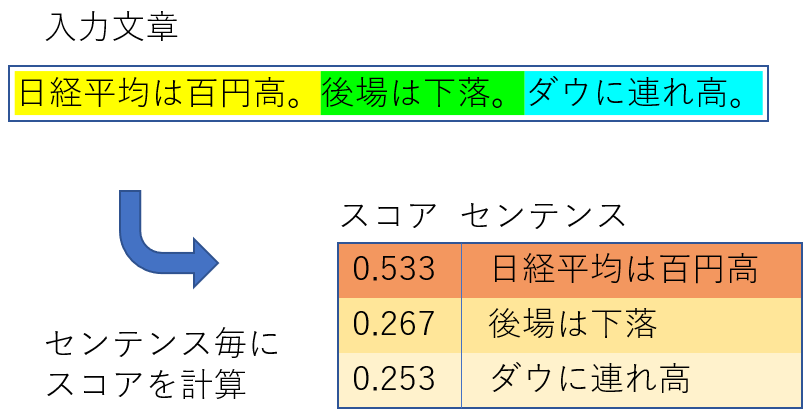 入力文章
日経平均は百円高。後場は下落。ダウに連れ高。
スコア センテンス
0.533 日経平均は百円高
0.267 後場は下落
0.253 ダウに連れ高
センテンス毎に
スコアを計算